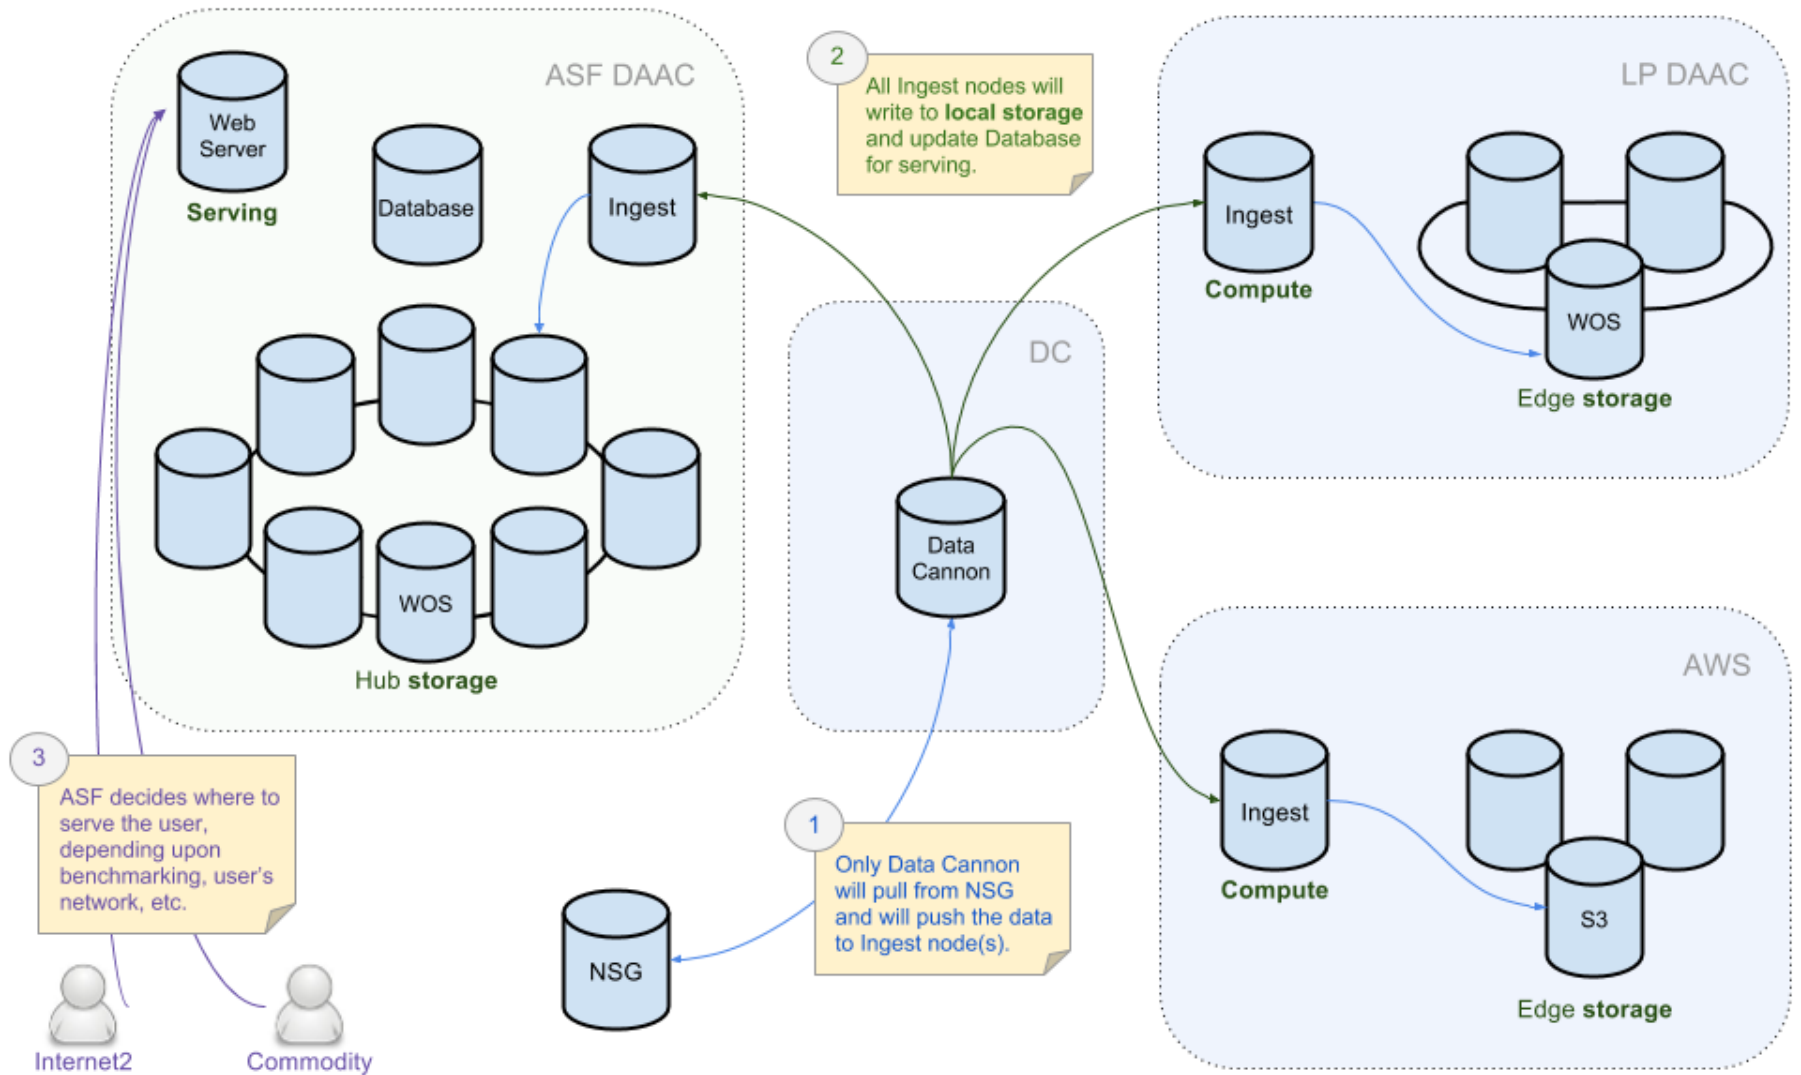 ASF DAAC
Web
Server
Serving
Database
Ingest
WOS
Hub storage
2
All Ingest nodes will
write to local storage
and update Database
for serving.
LP DAAC
Ingest
Compute
WOS
Edge storage
DC
Data
Cannon
AWS
Ingest
Compute
S3
Edge storage
3
ASF decides where to
serve the user,
depending upon
benchmarking, user's
network, etc.
1
Only Data Cannon
will pull from NSG
and will push the data
to Ingest node(s).
NSG
Internet2
Commodity